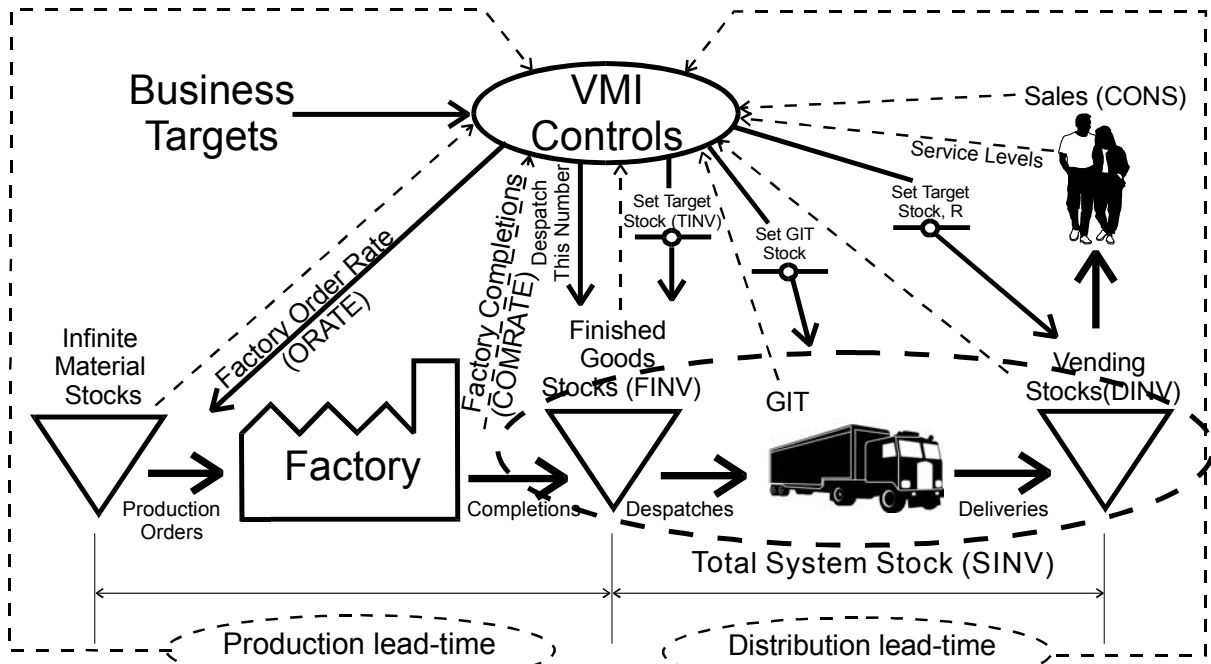 Business
Targets
VMI
Controls
Sales (CONS)
Service Levels
Set Target
Stock, R
Set Target
Stock (TINV)
Set GIT
Stock
Despatch
This Number
Factory Completions
(COMRATE)
Factory Order Rate
(ORATE)
Infinite
Material
Stocks
Finished
Goods
Stocks (FINV)
GIT
Vending
Stocks(DINV)
Factory
Production
Orders
Completions
Despatches
Deliveries
Total System Stock (SINV)
Production lead-time
Distribution lead-time